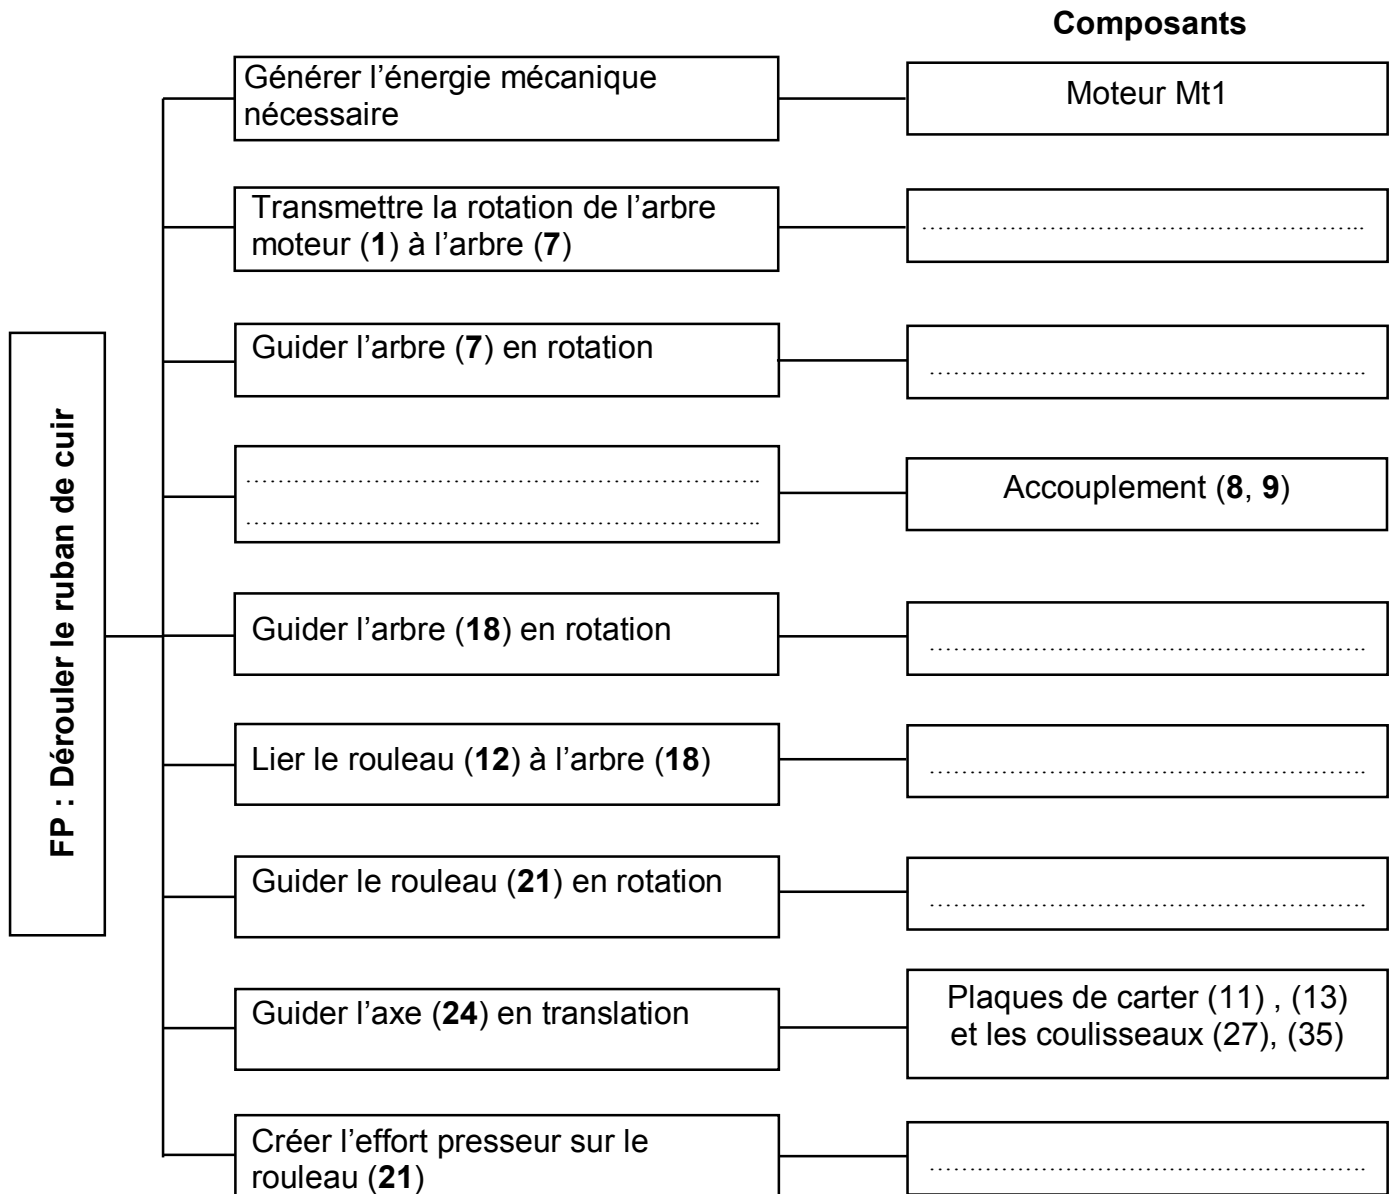 Composants
Générer l’énergie mécanique
nécessaire
Moteur Mt1
Transmettre la rotation de l’arbre
moteur (1) à l’arbre (7)
……………………………………………..
Guider l’arbre (7) en rotation
…………………………………………….
……………………………………………………..
……………………………………………………..
Accouplement (8, 9)
FP : Dérouler le ruban de cuir
Guider l’arbre (18) en rotation
…………………………………………….
Lier le rouleau (12) à l’arbre (18)
…………………………………………….
Guider le rouleau (21) en rotation
…………………………………………….
Guider l’axe (24) en translation
Plaques de carter (11) , (13)
et les coulisseaux (27), (35)
Créer l’effort presseur sur le
rouleau (21)
…………………………………………….